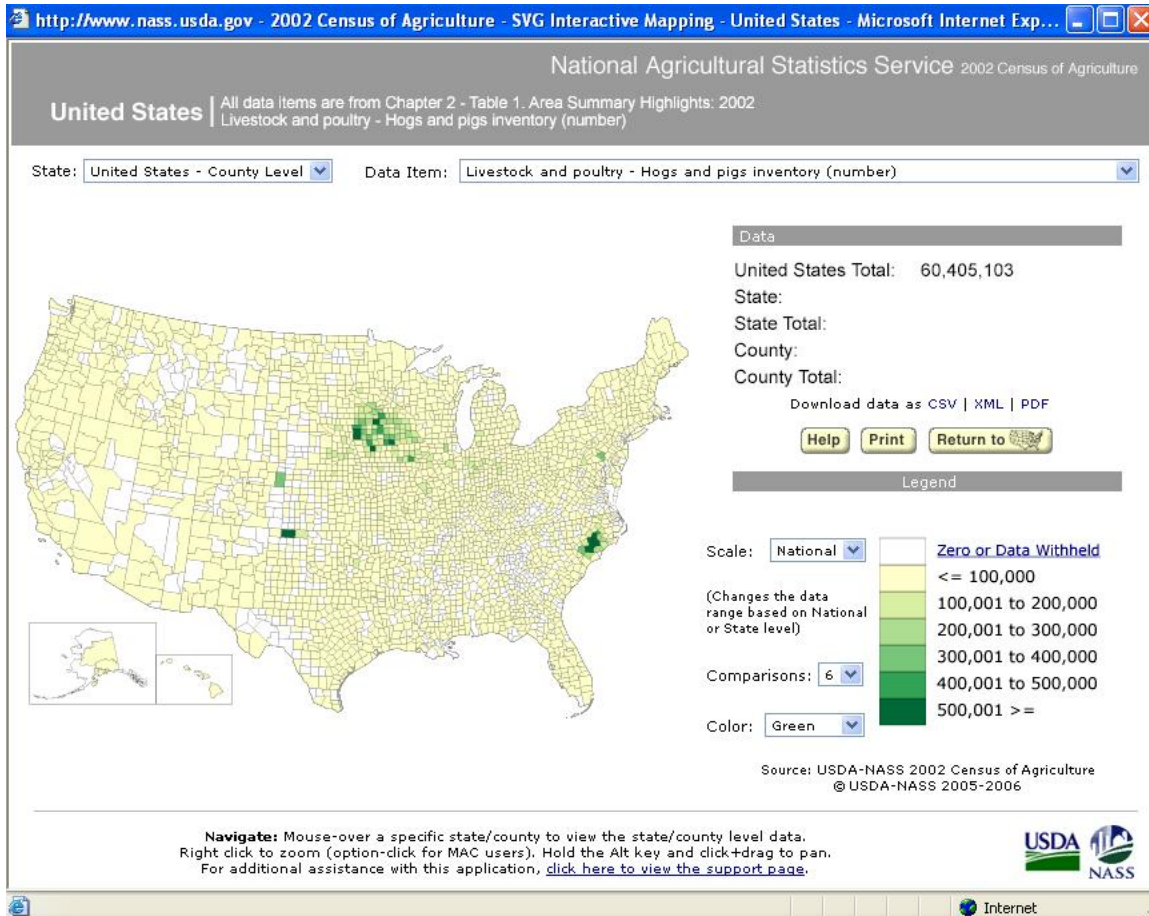 http://www.nass.usda.gov - 2002 Census of Agriculture - SVG Interactive Mapping - United States - Microsoft Internet Exp...
National Agricultural Statistics Service 2002 Census of Agriculture
United States
All data items are from Chapter 2 - Table 1. Area Summary Highlights: 2002
Livestock and poultry - Hogs and pigs inventory (number)
State: United States - County Level
Data Item: Livestock and poultry - Hogs and pigs inventory (number)
Data
United States Total: 60,405,103
State:
State Total:
County:
County Total:
Download data as CSV | XML | PDF
Help Print Return to
Legend
Scale: National
(Changes the data
range based on National
or State level)
Comparisons: 6
Color: Green
Zero or Data Withheld
<= 100,000
100,001 to 200,000
200,001 to 300,000
300,001 to 400,000
400,001 to 500,000
500,001 >=
Source: USDA-NASS 2002 Census of Agriculture
© USDA-NASS 2005-2006
Navigate: Mouse-over a specific state/county to view the state/county level data.
Right click to zoom (option-click for MAC users). Hold the Alt key and click+drag to pan.
For additional assistance with this application, click here to view the support page.
USDA
NASS
Internet